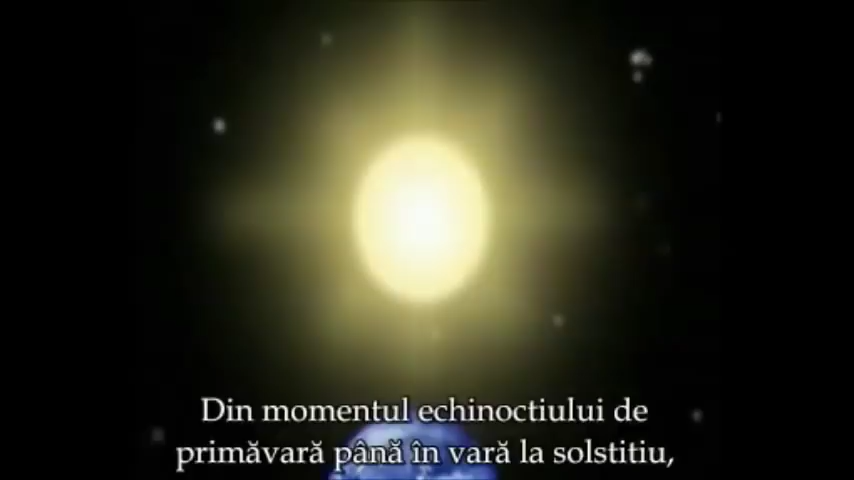 Din momentul echinoctiului de
primăvară până în vară la solstitiu,